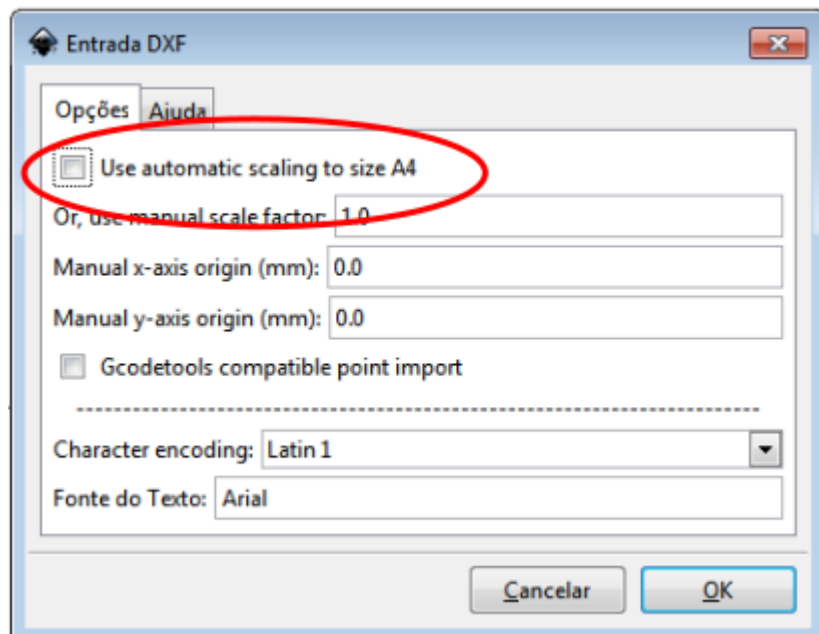 Entrada DXF
Opções Ajuda
Use automatic scaling to size A4
Or, use manual scale factor: 1.0
Manual x-axis origin (mm): 0.0
Manual y-axis origin (mm): 0.0
Gcodetools compatible point import
----------------------------------------------------------
Character encoding: Latin 1
Fonte do Texto: Arial
Cancelar OK